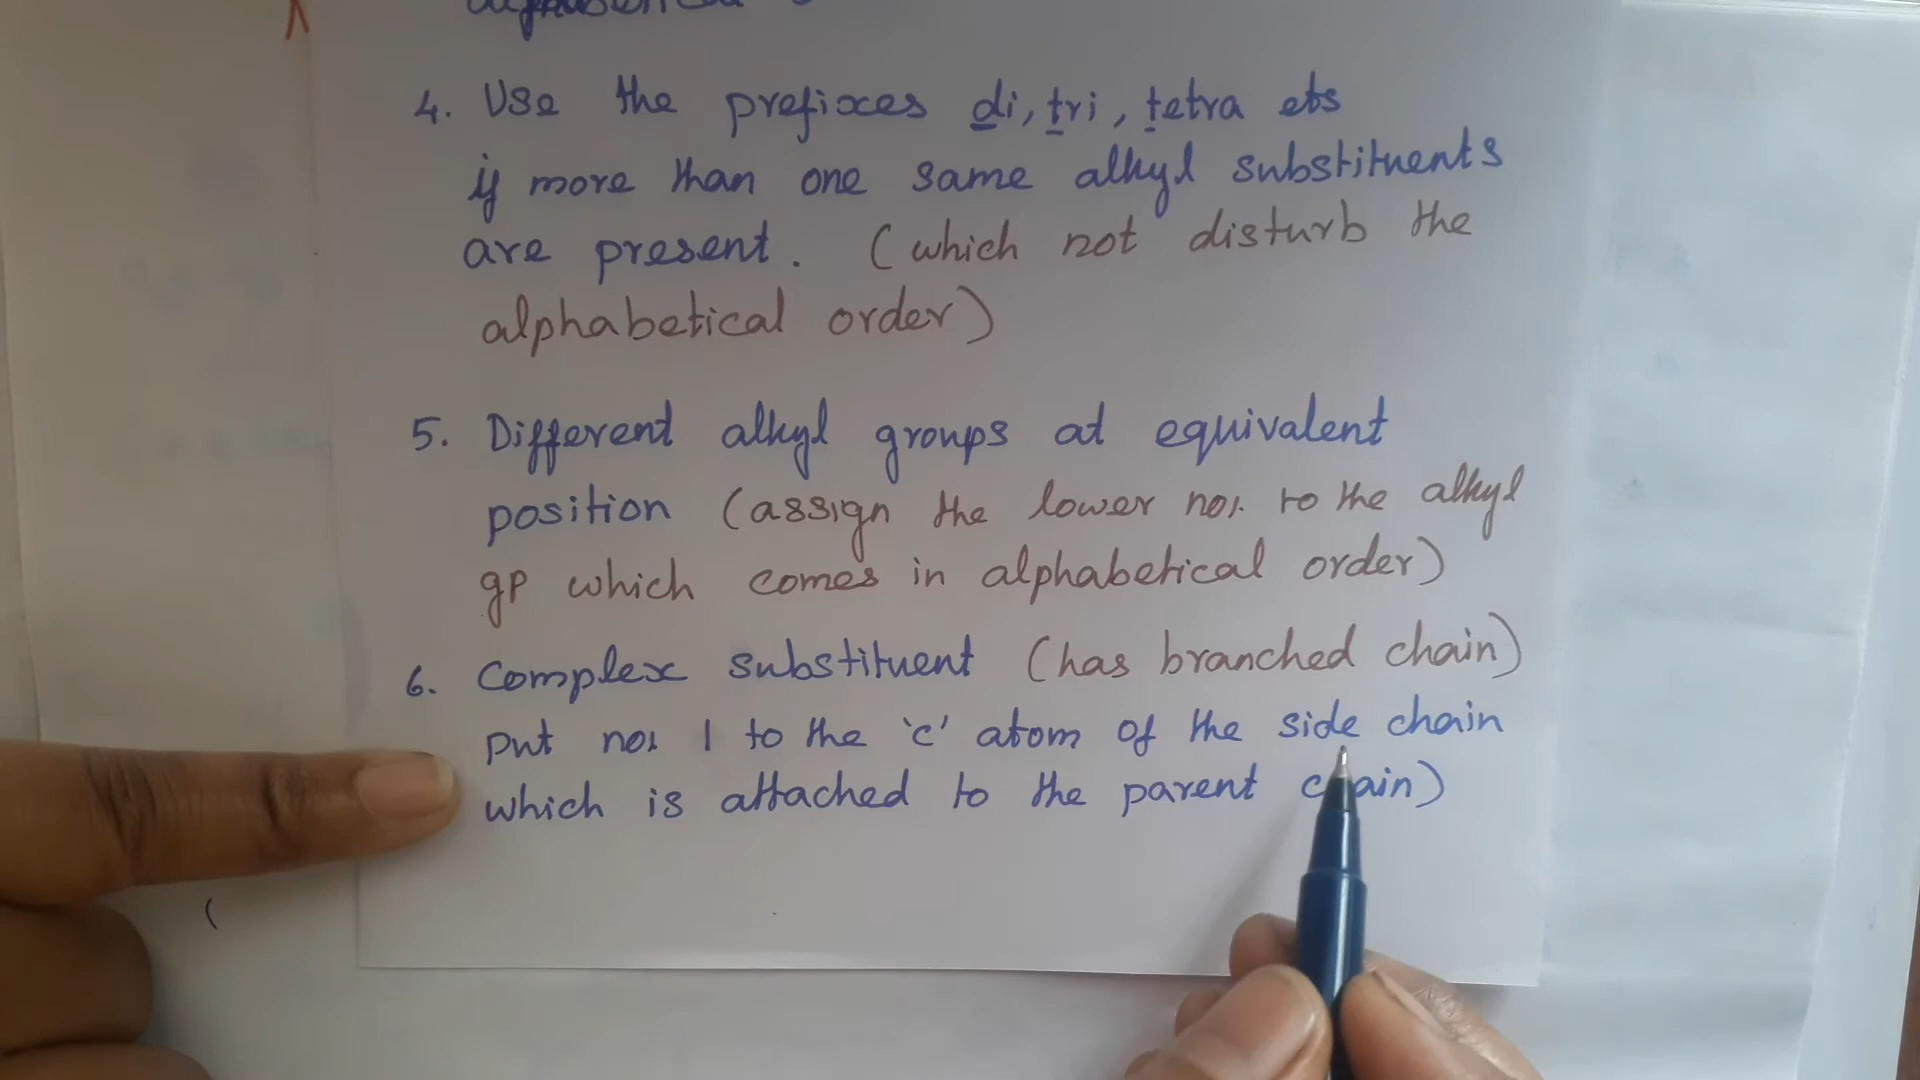 4. Use the prefixes di, tri, tetra ets
if more than one same alkyl substituents
are present. (which not disturb the
alphabetical order)
5. Different alkyl groups at equivalent
position (assign the lower no. to the alkyl
gp which comes in alphabetical order)
6. Complex substituent (has branched chain)
put no. 1 to the 'c' atom of the side chain
which is attached to the parent chain)